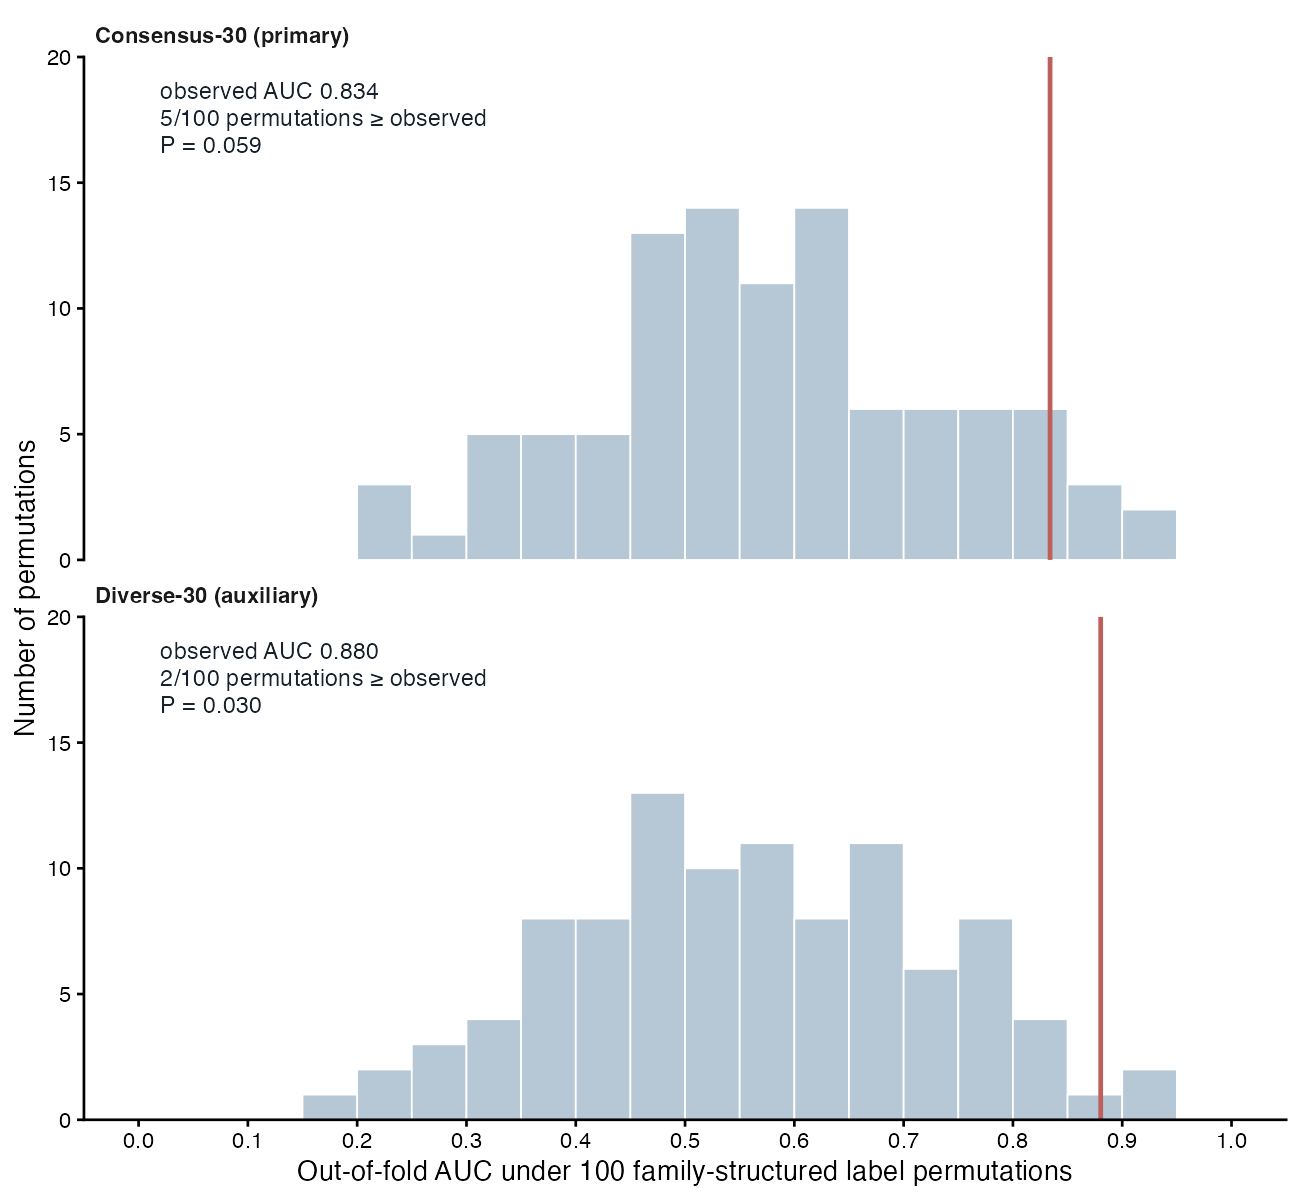 Consensus-30 (primary)
20
observed AUC 0.834
5/100 permutations ≥ observed
P = 0.059
15
10
5
0
Number of permutations
Diverse-30 (auxiliary)
20
observed AUC 0.880
2/100 permutations ≥ observed
P = 0.030
15
10
5
0
0.0 0.1 0.2 0.3 0.4 0.5 0.6 0.7 0.8 0.9 1.0
Out-of-fold AUC under 100 family-structured label permutations